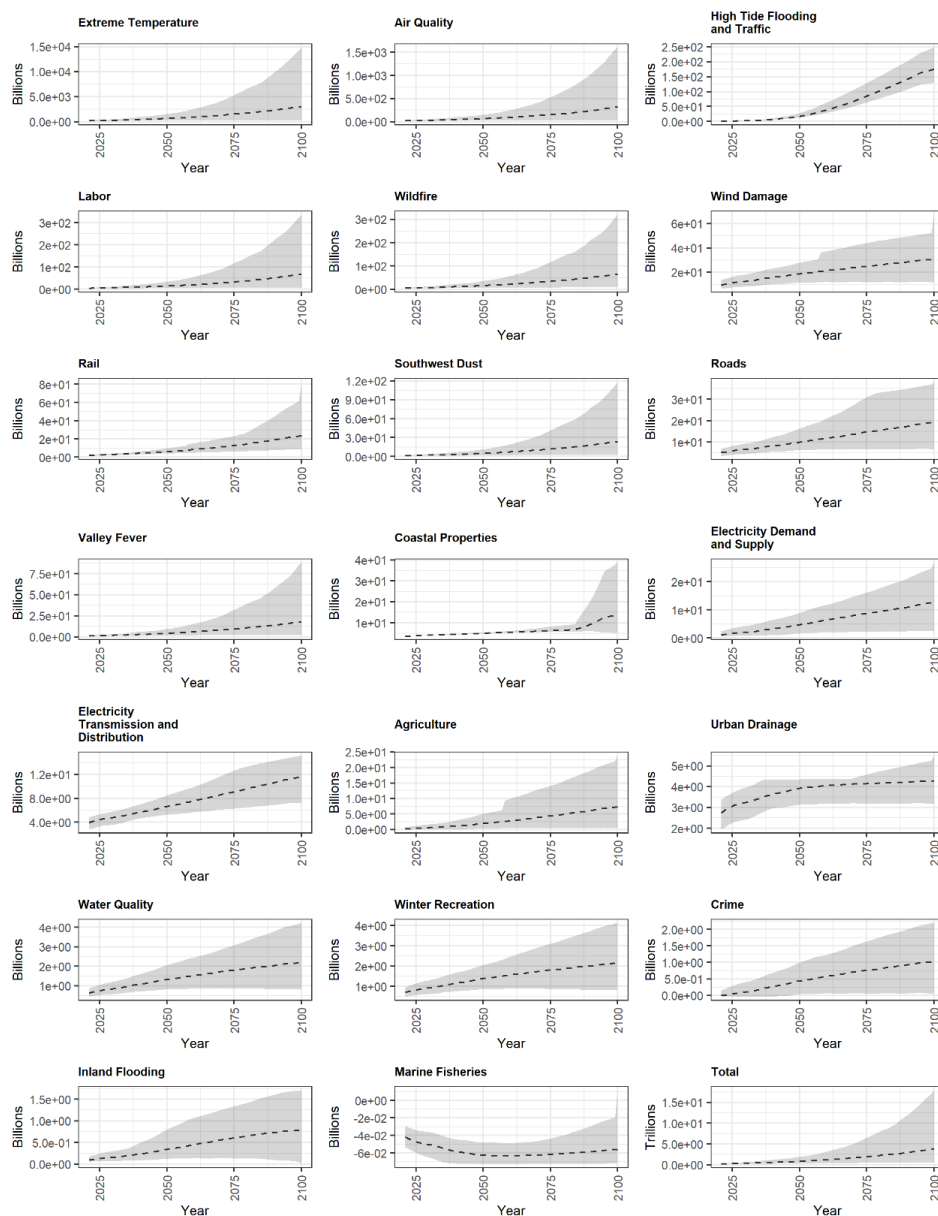 Extreme Temperature
Billions
1.5e+04
1.0e+04
5.0e+03
0.0e+00
2025
2050
2075
2100
Year
Air Quality
Billions
1.5e+03
1.0e+03
5.0e+02
0.0e+00
2025
2050
2075
2100
Year
High Tide Flooding
and Traffic
Billions
2.5e+02
2.0e+02
1.5e+02
1.0e+02
5.0e+01
0.0e+00
2025
2050
2075
2100
Year
Labor
Billions
3e+02
2e+02
1e+02
0e+00
2025
2050
2075
2100
Year
Wildfire
Billions
3e+02
2e+02
1e+02
0e+00
2025
2050
2075
2100
Year
Wind Damage
Billions
6e+01
4e+01
2e+01
2025
2050
2075
2100
Year
Rail
Billions
8e+01
6e+01
4e+01
2e+01
0e+00
2025
2050
2075
2100
Year
Southwest Dust
Billions
1.2e+02
9.0e+01
6.0e+01
3.0e+01
0.0e+00
2025
2050
2075
2100
Year
Roads
Billions
3e+01
2e+01
1e+01
2025
2050
2075
2100
Year
Valley Fever
Billions
7.5e+01
5.0e+01
2.5e+01
0.0e+00
2025
2050
2075
2100
Year
Coastal Properties
Billions
4e+01
3e+01
2e+01
1e+01
2025
2050
2075
2100
Year
Electricity Demand
and Supply
Billions
2e+01
1e+01
0e+00
2025
2050
2075
2100
Year
Electricity
Transmission and
Distribution
Billions
1.2e+01
8.0e+00
4.0e+00
2025
2050
2075
2100
Year
Agriculture
Billions
2.5e+01
2.0e+01
1.5e+01
1.0e+01
5.0e+00
0.0e+00
2025
2050
2075
2100
Year
Urban Drainage
Billions
5e+00
4e+00
3e+00
2e+00
2025
2050
2075
2100
Year
Water Quality
Billions
4e+00
3e+00
2e+00
1e+00
2025
2050
2075
2100
Year
Winter Recreation
Billions
4e+00
3e+00
2e+00
1e+00
2025
2050
2075
2100
Year
Crime
Billions
2.0e+00
1.5e+00
1.0e+00
5.0e-01
0.0e+00
2025
2050
2075
2100
Year
Inland Flooding
Billions
1.5e+00
1.0e+00
5.0e-01
0.0e+00
2025
2050
2075
2100
Year
Marine Fisheries
Billions
0e+00
-2e-02
-4e-02
-6e-02
2025
2050
2075
2100
Year
Total
Trillions
1.5e+01
1.0e+01
5.0e+00
0.0e+00
2025
2050
2075
2100
Year